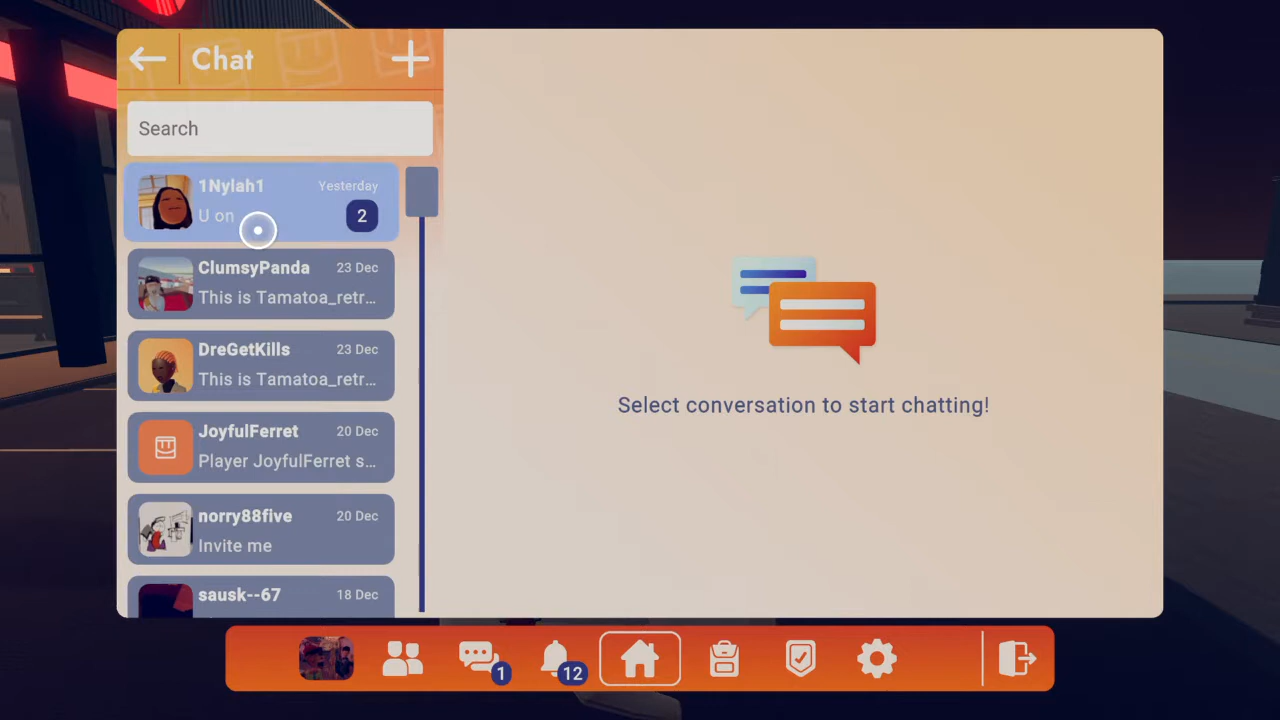 Chat
Search
1Nylah1 Yesterday
U on 2
ClumsyPanda 23 Dec
This is Tamatoa_retr...
DreGetKills 23 Dec
This is Tamatoa_retr...
JoyfulFerret 20 Dec
Player JoyfulFerret s...
norry88five 20 Dec
Invite me
sausk--67 18 Dec
Select conversation to start chatting!
1 12